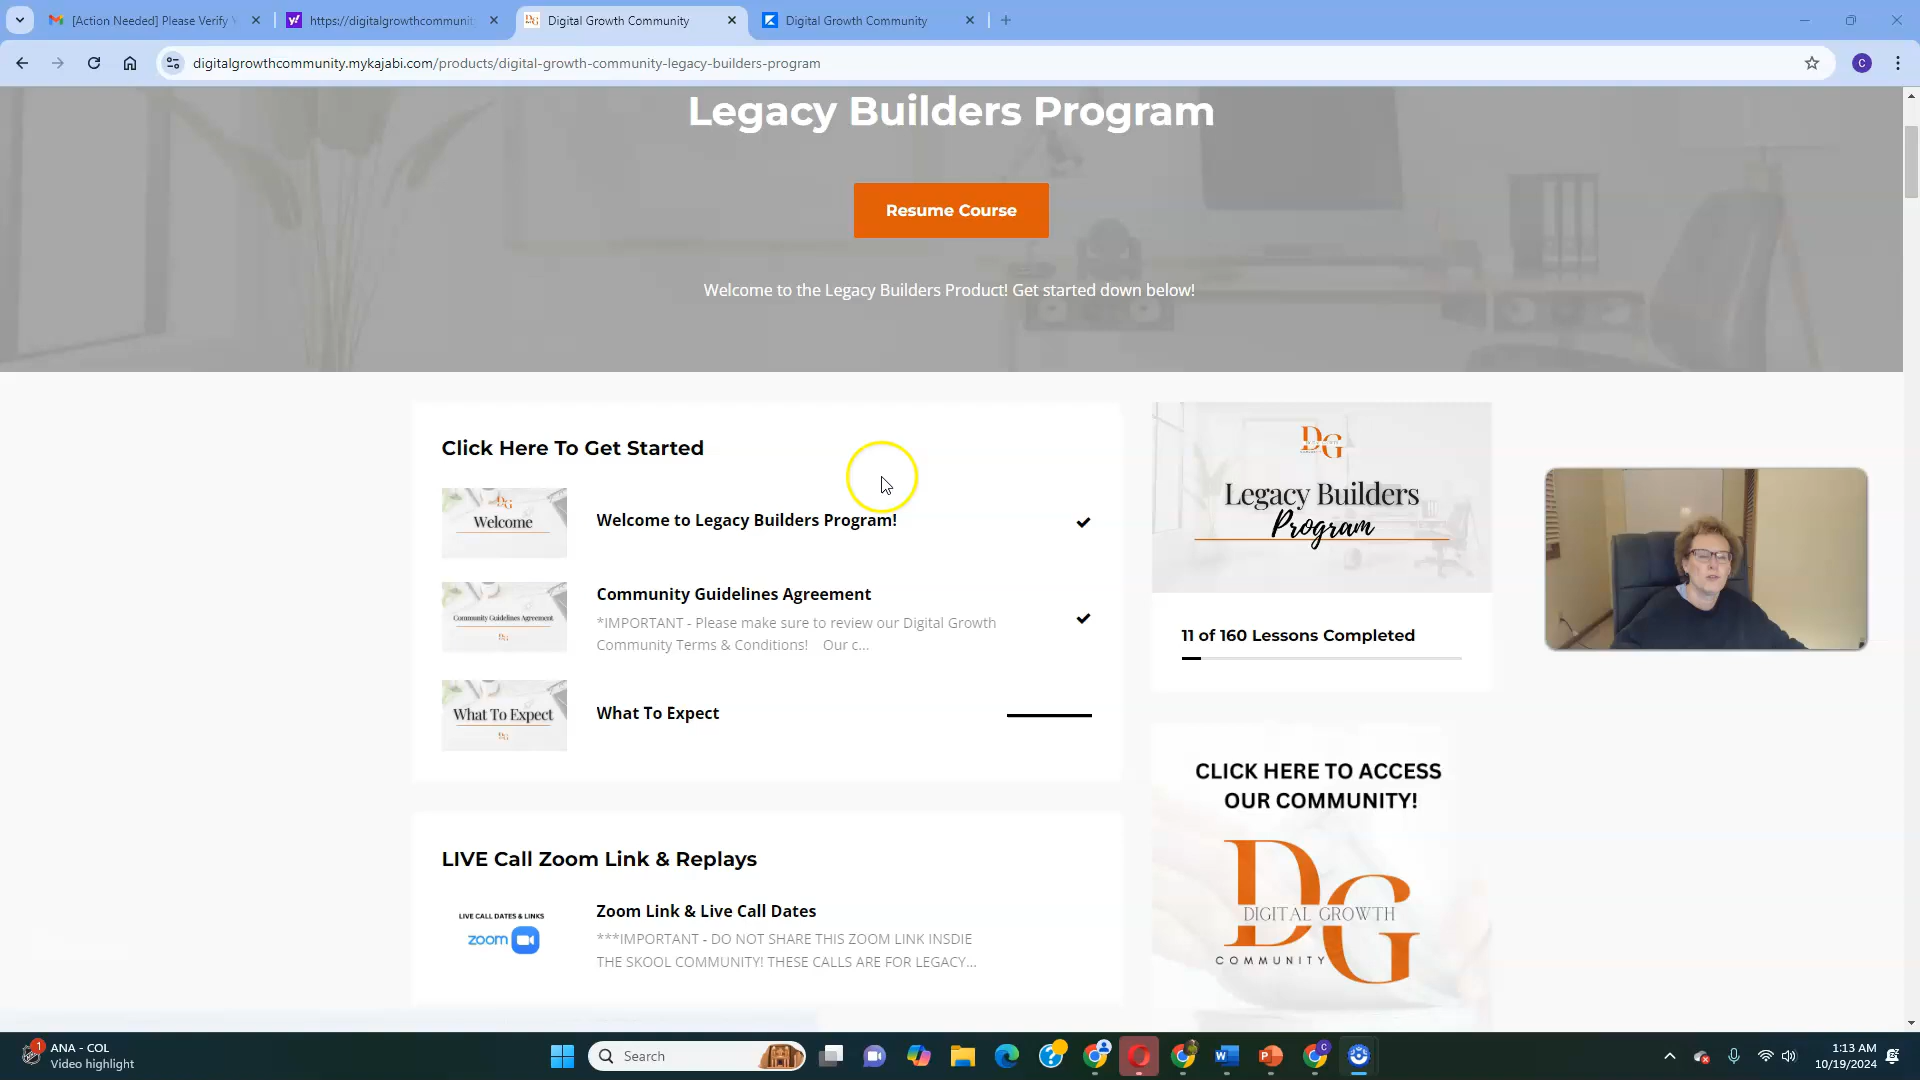 [Action Needed] Please Verify
https://digitalgrowthcommunit
Digital Growth Community
Digital Growth Community
digitalgrowthcommunity.mykajabi.com/products/digital-growth-community-legacy-builders-program
C
Legacy Builders Program
Resume Course
Welcome to the Legacy Builders Product! Get started down below!
Click Here To Get Started
Welcome
Welcome to Legacy Builders Program!
Community Guidelines Agreement
Community Guidelines Agreement
*IMPORTANT - Please make sure to review our Digital Growth
Community Terms & Conditions! Our c...
What To Expect
What To Expect
DG
Legacy Builders
Program
11 of 160 Lessons Completed
CLICK HERE TO ACCESS
OUR COMMUNITY!
DG
DIGITAL GROWTH
COMMUNITY
LIVE Call Zoom Link & Replays
LIVE CALL DATES & LINKS
zoom
Zoom Link & Live Call Dates
***IMPORTANT - DO NOT SHARE THIS ZOOM LINK INSDIE
THE SKOOL COMMUNITY! THESE CALLS ARE FOR LEGACY...
1
ANA - COL
Video highlight
Search
1:13 AM
10/19/2024